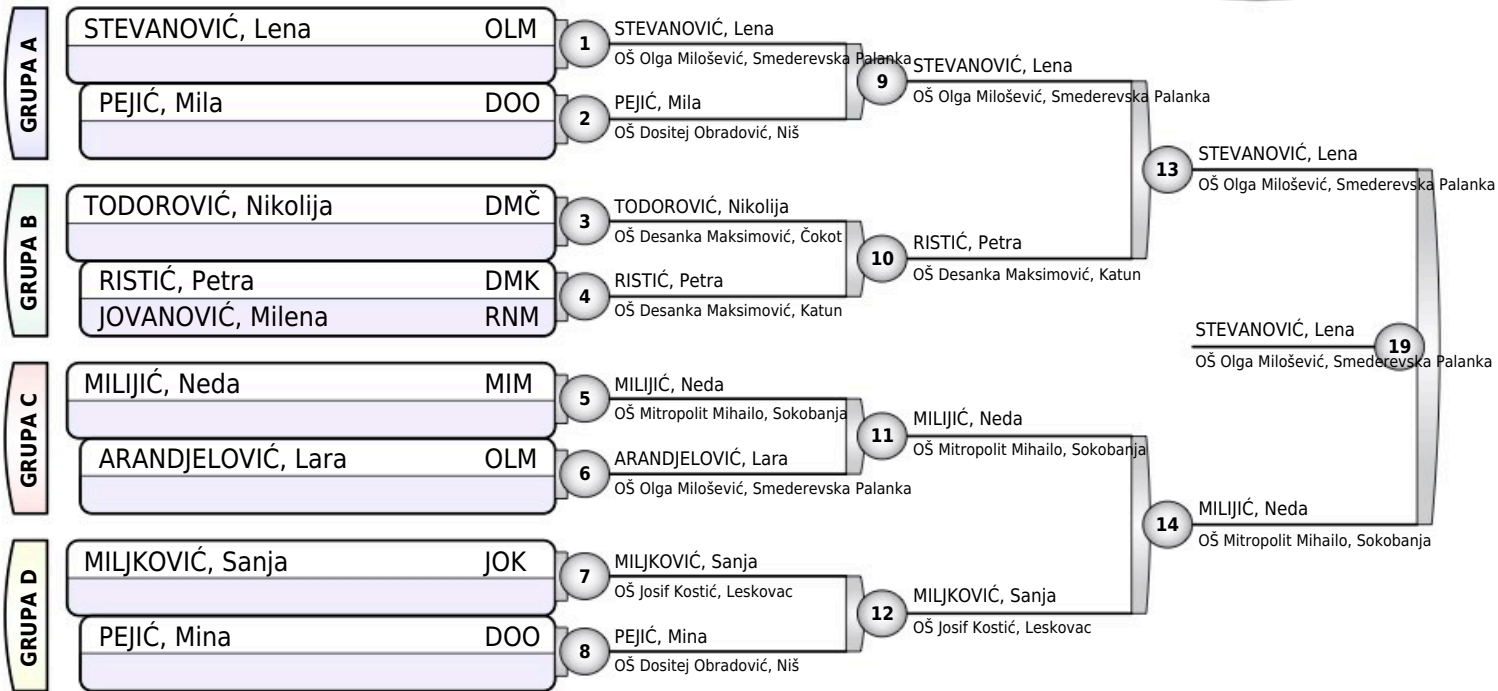 GRUPA A
STEVANOVIĆ, Lena OLM
PEJIĆ, Mila DOO
GRUPA B
TODOROVIĆ, Nikolija DMČ
RISTIĆ, Petra DMK
JOVANOVIĆ, Milena RNM
GRUPA C
MILIJIĆ, Neda MIM
ARANDJELOVIĆ, Lara OLM
GRUPA D
MILJKOVIĆ, Sanja JOK
PEJIĆ, Mina DOO
1
STEVANOVIĆ, Lena
OŠ Olga Milošević, Smederevska Palanka
2
PEJIĆ, Mila
OŠ Dositej Obradović, Niš
3
TODOROVIĆ, Nikolija
OŠ Desanka Maksimović, Čokot
4
RISTIĆ, Petra
OŠ Desanka Maksimović, Katun
5
MILIJIĆ, Neda
OŠ Mitropolit Mihailo, Sokobanja
6
ARANDJELOVIĆ, Lara
OŠ Olga Milošević, Smederevska Palanka
7
MILJKOVIĆ, Sanja
OŠ Josif Kostić, Leskovac
8
PEJIĆ, Mina
OŠ Dositej Obradović, Niš
9
STEVANOVIĆ, Lena
OŠ Olga Milošević, Smederevska Palanka
10
RISTIĆ, Petra
OŠ Desanka Maksimović, Katun
11
MILIJIĆ, Neda
OŠ Mitropolit Mihailo, Sokobanja
12
MILJKOVIĆ, Sanja
OŠ Josif Kostić, Leskovac
13
STEVANOVIĆ, Lena
OŠ Olga Milošević, Smederevska Palanka
14
MILIJIĆ, Neda
OŠ Mitropolit Mihailo, Sokobanja
STEVANOVIĆ, Lena
19
OŠ Olga Milošević, Smederevska Palanka